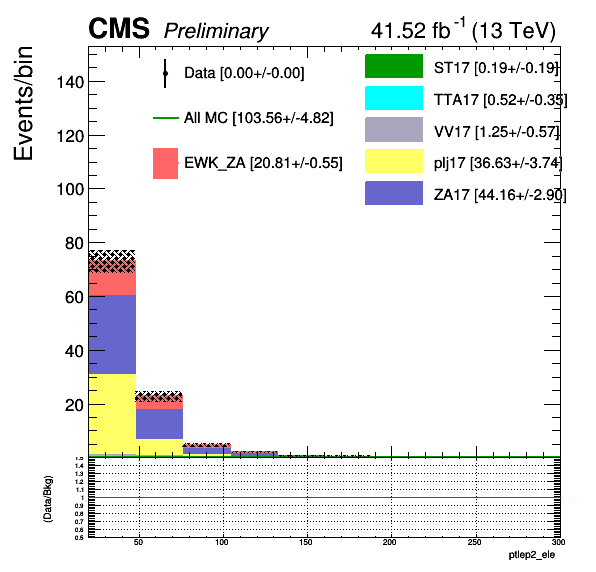 CMS Preliminary 41.52 fb-1 (13 TeV)
Events/bin
140
120
100
80
60
40
20
Data [0.00+/-0.00]
All MC [103.56+/-4.82]
EWK_ZA [20.81+/-0.55]
ST17 [0.19+/-0.19]
TTA17 [0.52+/-0.35]
VV17 [1.25+/-0.57]
plj17 [36.63+/-3.74]
ZA17 [44.16+/-2.90]
(Data/Bkg)
1.5
1.4
1.3
1.2
1.1
1
0.9
0.8
0.7
0.6
0.5
50 100 150 200 250 300
ptlep2_ele